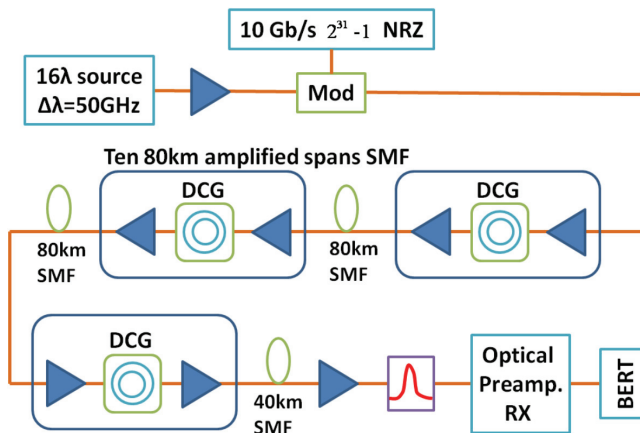 10 Gb/s 2³¹ -1 NRZ
16λ source
Δλ=50GHz
Mod
Ten 80km amplified spans SMF
DCG
DCG
80km
SMF
80km
SMF
DCG
40km
SMF
Optical
Preamp.
RX
BERT